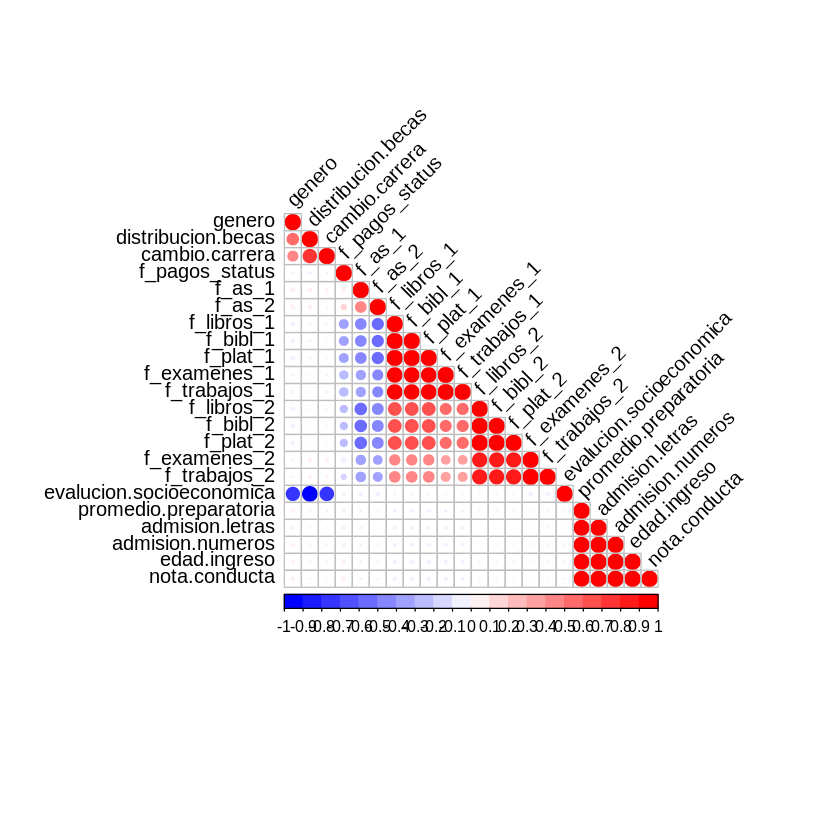 genero
distribucion.becas
cambio.carrera
f_pagos_status
f_as_1
f_as_2
f_libros_1
f_bibl_1
f_plat_1
f_examenes_1
f_trabajos_1
f_libros_2
f_bibl_2
f_plat_2
f_examenes_2
f_trabajos_2
evalucion.socioeconomica
promedio.preparatoria
admision.letras
admision.numeros
edad.ingreso
nota.conducta
genero
distribucion.becas
cambio.carrera
f_pagos_status
f_as_1
f_as_2
f_libros_1
f_bibl_1
f_plat_1
f_examenes_1
f_trabajos_1
f_libros_2
f_bibl_2
f_plat_2
f_examenes_2
f_trabajos_2
evalucion.socioeconomica
promedio.preparatoria
admision.letras
admision.numeros
edad.ingreso
nota.conducta
-1 -0.9 -0.8 -0.7 -0.6 -0.5 -0.4 -0.3 -0.2 -0.1 0 0.1 0.2 0.3 0.4 0.5 0.6 0.7 0.8 0.9 1